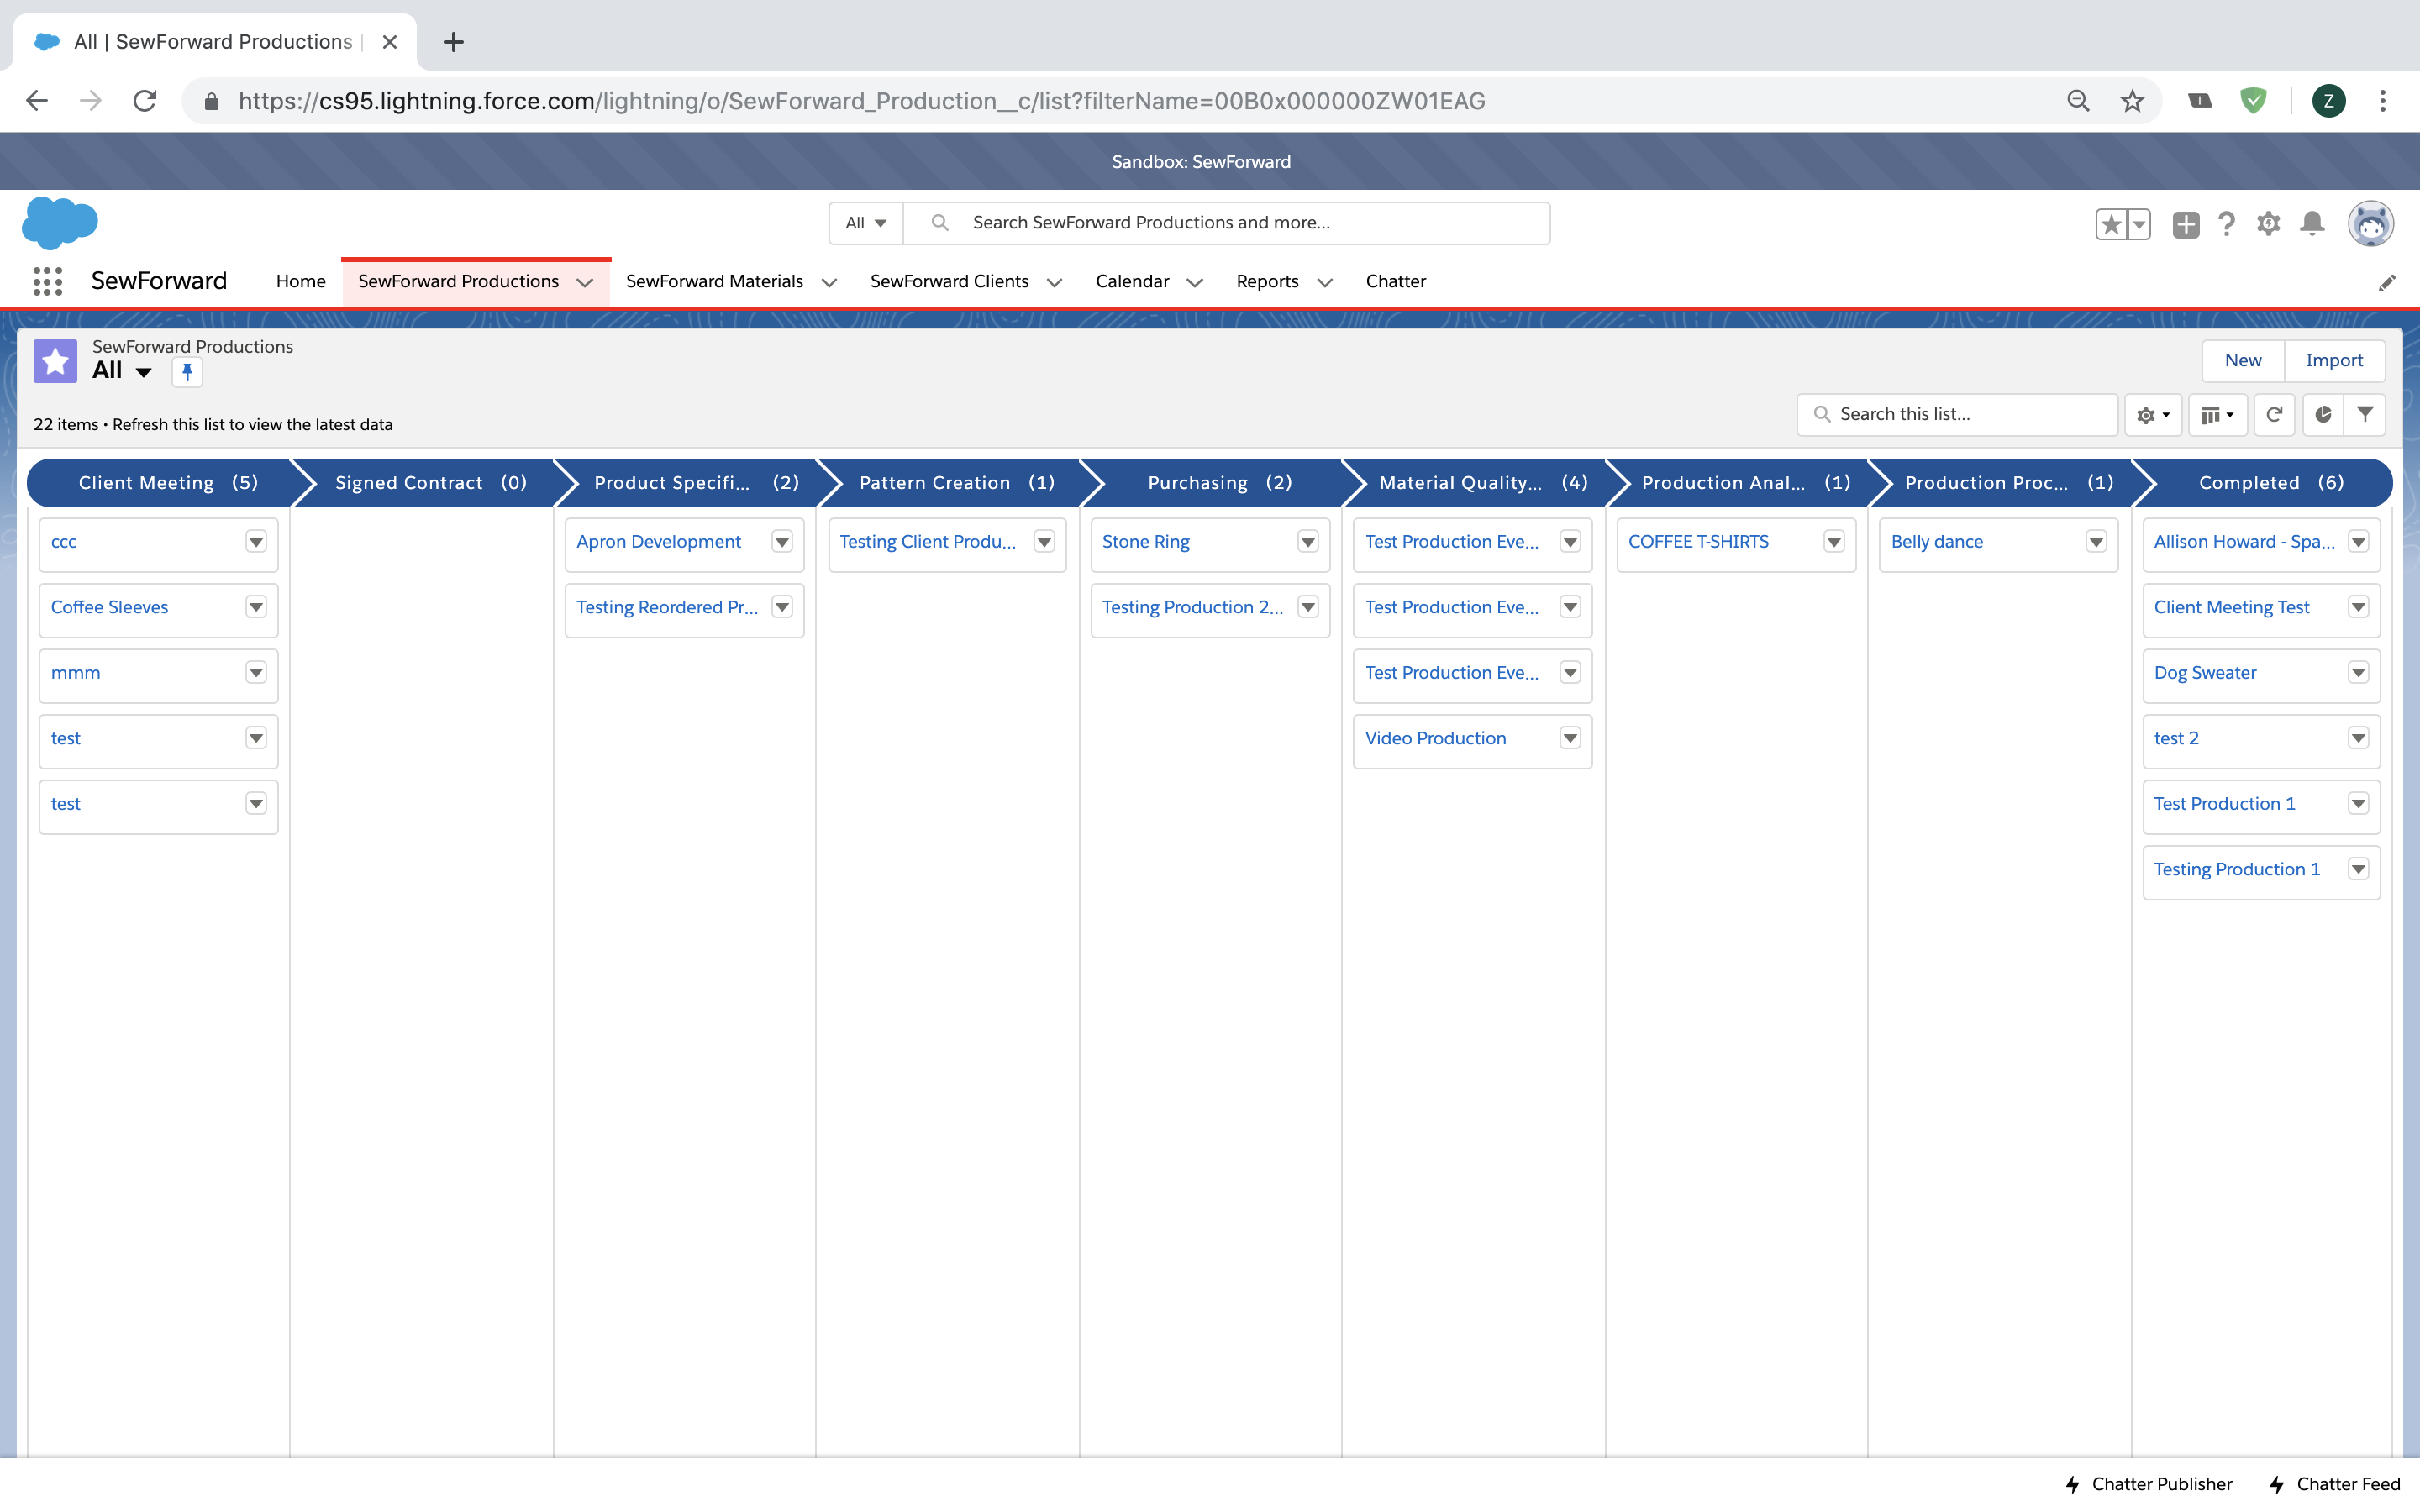 All | SewForward Productions |
https://cs95.lightning.force.com/lightning/o/SewForward_Production__c/list?filterName=00B0x000000ZW01EAG
Z
Sandbox: SewForward
All
Search SewForward Productions and more...
SewForward
Home
SewForward Productions
SewForward Materials
SewForward Clients
Calendar
Reports
Chatter
SewForward Productions
All
New
Import
22 items • Refresh this list to view the latest data
Search this list...
Client Meeting (5)
Signed Contract (0)
Product Specifi... (2)
Pattern Creation (1)
Purchasing (2)
Material Quality... (4)
Production Anal... (1)
Production Proc... (1)
Completed (6)
ccc
Coffee Sleeves
mmm
test
test
Apron Development
Testing Reordered Pr...
Testing Client Produ...
Stone Ring
Testing Production 2...
Test Production Eve...
Test Production Eve...
Test Production Eve...
Video Production
COFFEE T-SHIRTS
Belly dance
Allison Howard - Spa...
Client Meeting Test
Dog Sweater
test 2
Test Production 1
Testing Production 1
Chatter Publisher
Chatter Feed